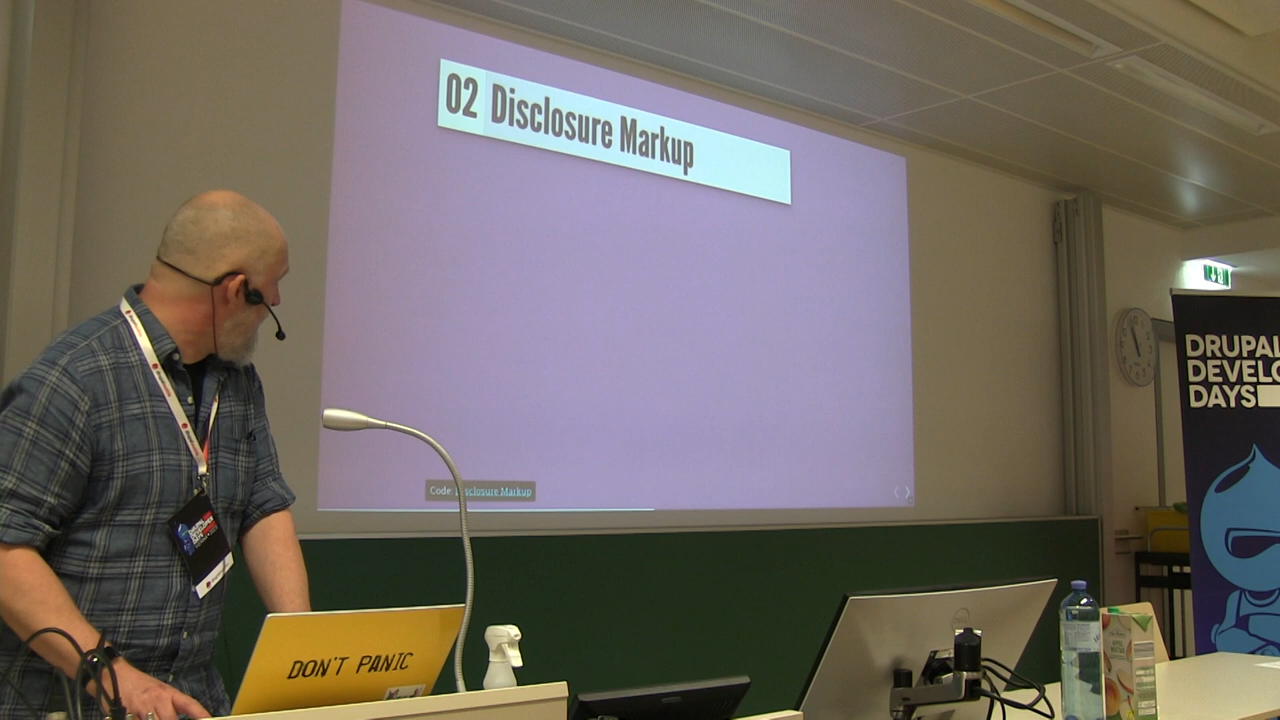 02 Disclosure Markup
Code: Disclosure Markup
DRUPAL
DEVELO
DAYS
DON'T PANIC